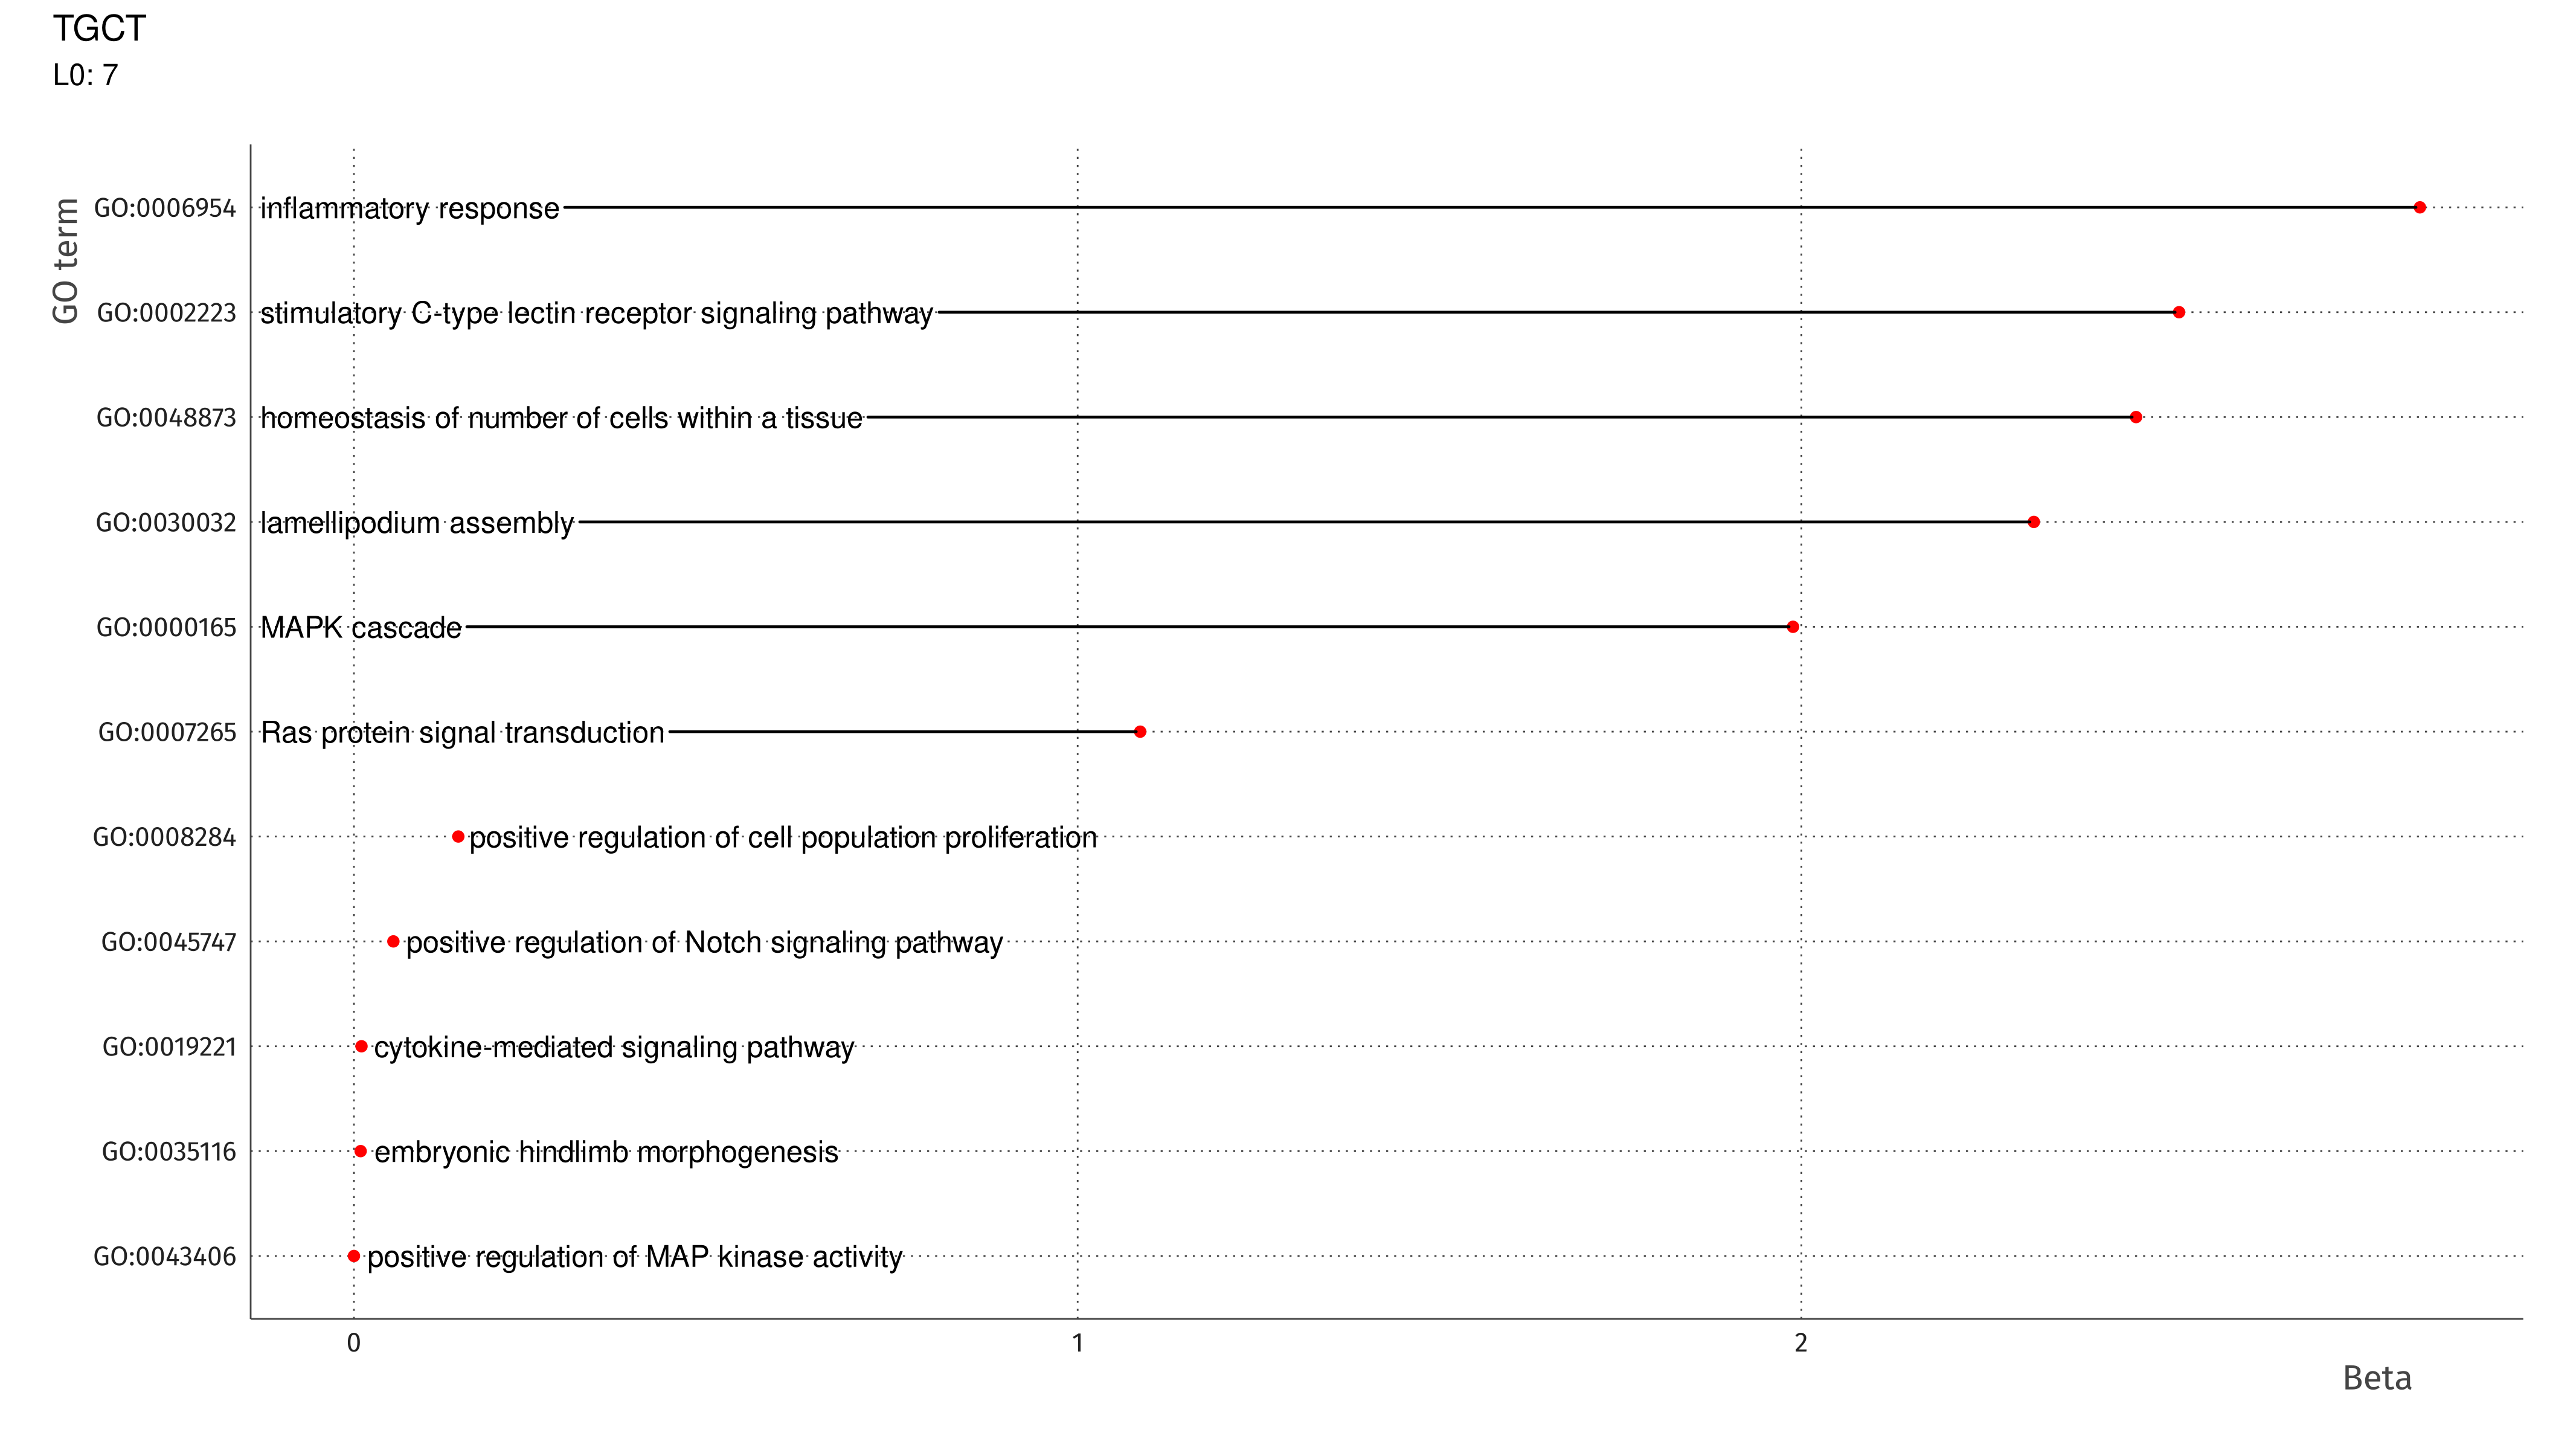 TGCT
L0: 7
GO term
GO:0006954 inflammatory response
GO:0002223 stimulatory C-type lectin receptor signaling pathway
GO:0048873 homeostasis of number of cells within a tissue
GO:0030032 lamellipodium assembly
GO:0000165 MAPK cascade
GO:0007265 Ras protein signal transduction
GO:0008284 positive regulation of cell population proliferation
GO:0045747 positive regulation of Notch signaling pathway
GO:0019221 cytokine-mediated signaling pathway
GO:0035116 embryonic hindlimb morphogenesis
GO:0043406 positive regulation of MAP kinase activity
0 1 2
Beta